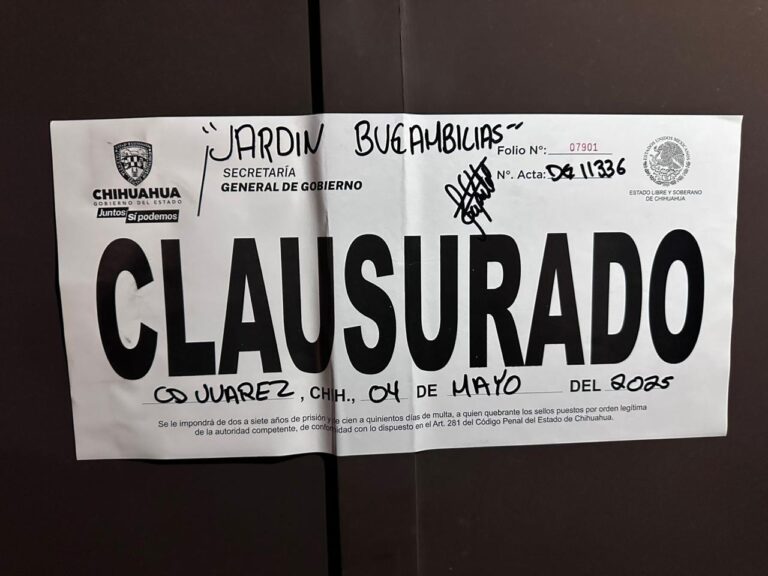 "JARDIN BUGAMBILIAS"
CHIHUAHUA
GOBIERNO DEL ESTADO
Juntos Sí podemos
SECRETARÍA
GENERAL DE GOBIERNO
Folio N°: 07901
N°. Acta: DG 11336
ESTADOS UNIDOS MEXICANOS
ESTADO LIBRE Y SOBERANO
DE CHIHUAHUA
CLAUSURADO
CD JUAREZ, CHIH., 04 DE MAYO DEL 2025
Se le impondrá de dos a siete años de prisión y de cien a quinientos días de multa, a quien quebrante los sellos puestos por orden legítima
de la autoridad competente, de conformidad con lo dispuesto en el Art. 281 del Código Penal del Estado de Chihuahua.